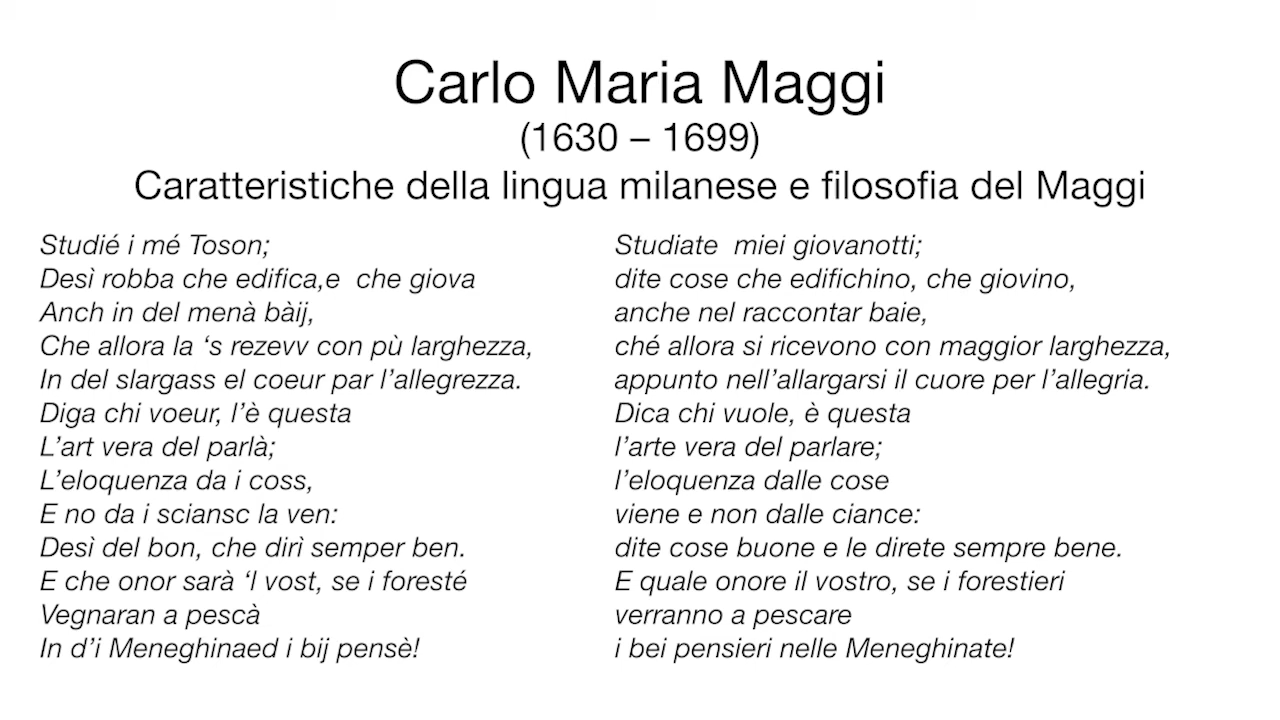 Carlo Maria Maggi
(1630 – 1699)
Caratteristiche della lingua milanese e filosofia del Maggi
Studié i mé Toson;
Desì robba che edifica,e  che giova
Anch in del menà bàij,
Che allora la ‘s rezevv con pù larghezza,
In del slargass el coeur par l’allegrezza.
Diga chi voeur, l’è questa
L’art vera del parlà;
L’eloquenza da i coss,
E no da i sciansc la ven:
Desì del bon, che dirì semper ben.
E che onor sarà ‘l vost, se i foresté
Vegnaran a pescà
In d’i Meneghinaed i bij pensè!
Studiate  miei giovanotti;
dite cose che edifichino, che giovino,
anche nel raccontar baie,
ché allora si ricevono con maggior larghezza,
appunto nell’allargarsi il cuore per l’allegria.
Dica chi vuole, è questa
l’arte vera del parlare;
l’eloquenza dalle cose
viene e non dalle ciance:
dite cose buone e le direte sempre bene.
E quale onore il vostro, se i forestieri
verranno a pescare
i bei pensieri nelle Meneghinate!